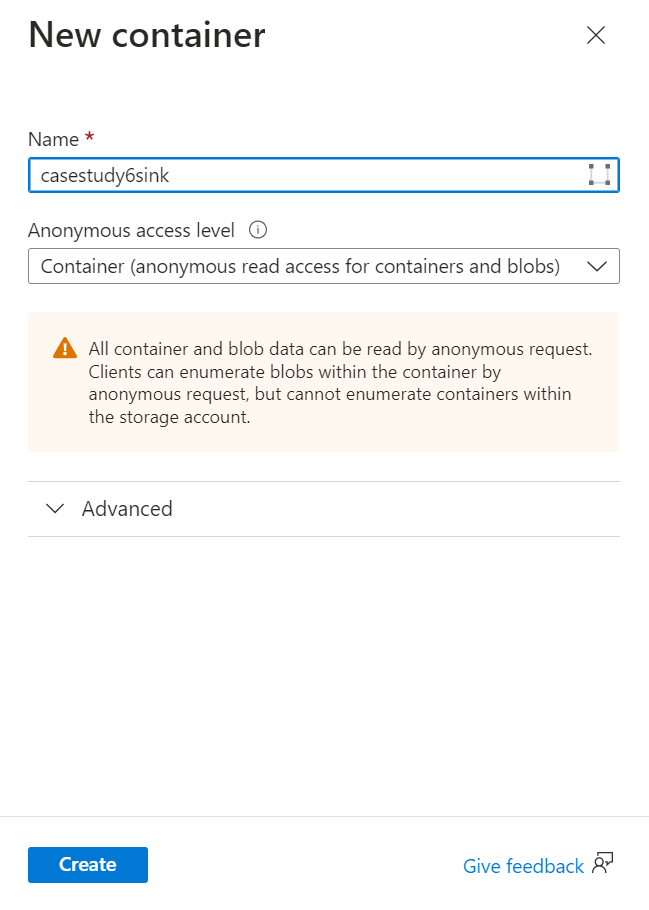 New container
Name *
casestudy6sink
Anonymous access level
Container (anonymous read access for containers and blobs)
All container and blob data can be read by anonymous request.
Clients can enumerate blobs within the container by
anonymous request, but cannot enumerate containers within
the storage account.
Advanced
Create
Give feedback